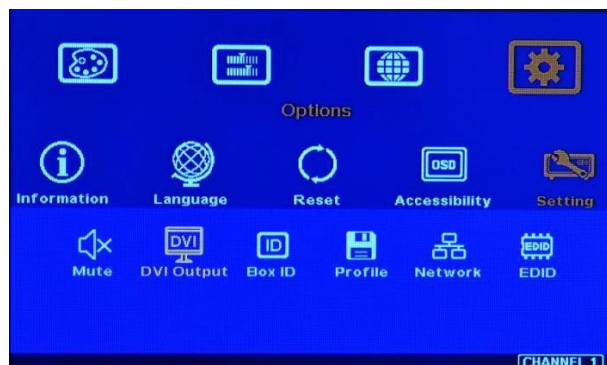 Options
OSD
Information Language Reset Accessibility Setting
DVI ID EDID
Mute DVI Output Box ID Profile Network EDID
CHANNEL 1